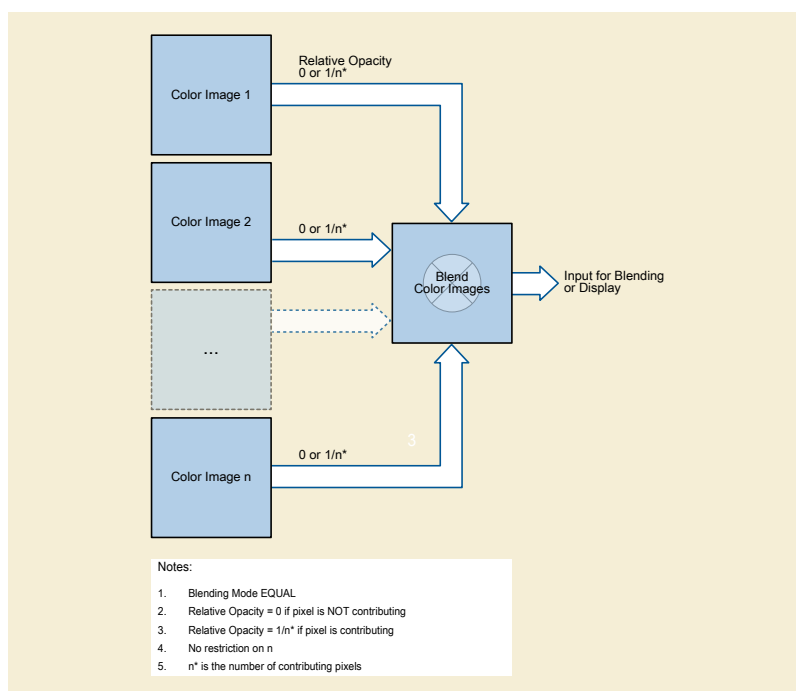 Color Image 1
Relative Opacity
0 or 1/n*
Color Image 2
0 or 1/n*
Blend
Color Images
Input for Blending
or Display
...
3
0 or 1/n*
Color Image n
Notes:
1. Blending Mode EQUAL
2. Relative Opacity = 0 if pixel is NOT contributing
3. Relative Opacity = 1/n* if pixel is contributing
4. No restriction on n
5. n* is the number of contributing pixels